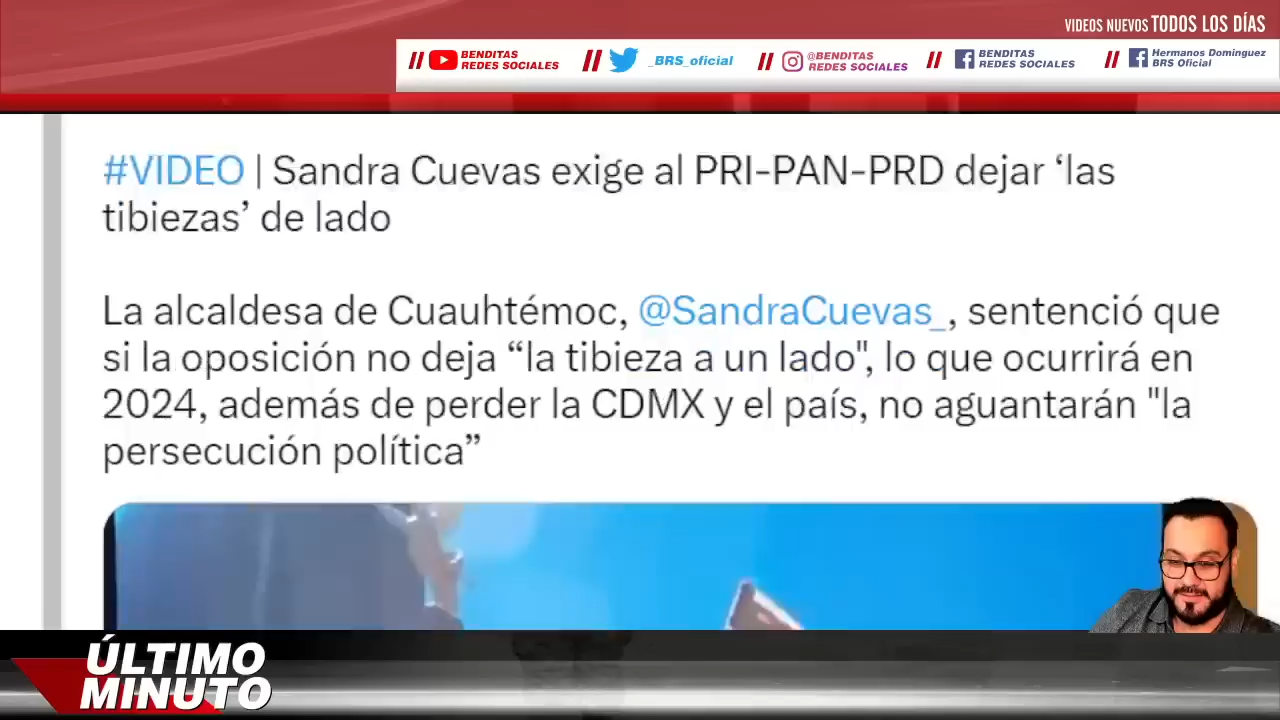 VIDEOS NUEVOS TODOS LOS DÍAS
// BENDITAS REDES SOCIALES // _BRS_oficial // @BENDITAS REDES SOCIALES // BENDITAS REDES SOCIALES // Hermanos Dominguez BRS Oficial
#VIDEO | Sandra Cuevas exige al PRI-PAN-PRD dejar ‘las
tibiezas’ de lado
La alcaldesa de Cuauhtémoc, @SandraCuevas_, sentenció que
si la oposición no deja “la tibieza a un lado", lo que ocurrirá en
2024, además de perder la CDMX y el país, no aguantarán "la
persecución política”
ÚLTIMO
MINUTO